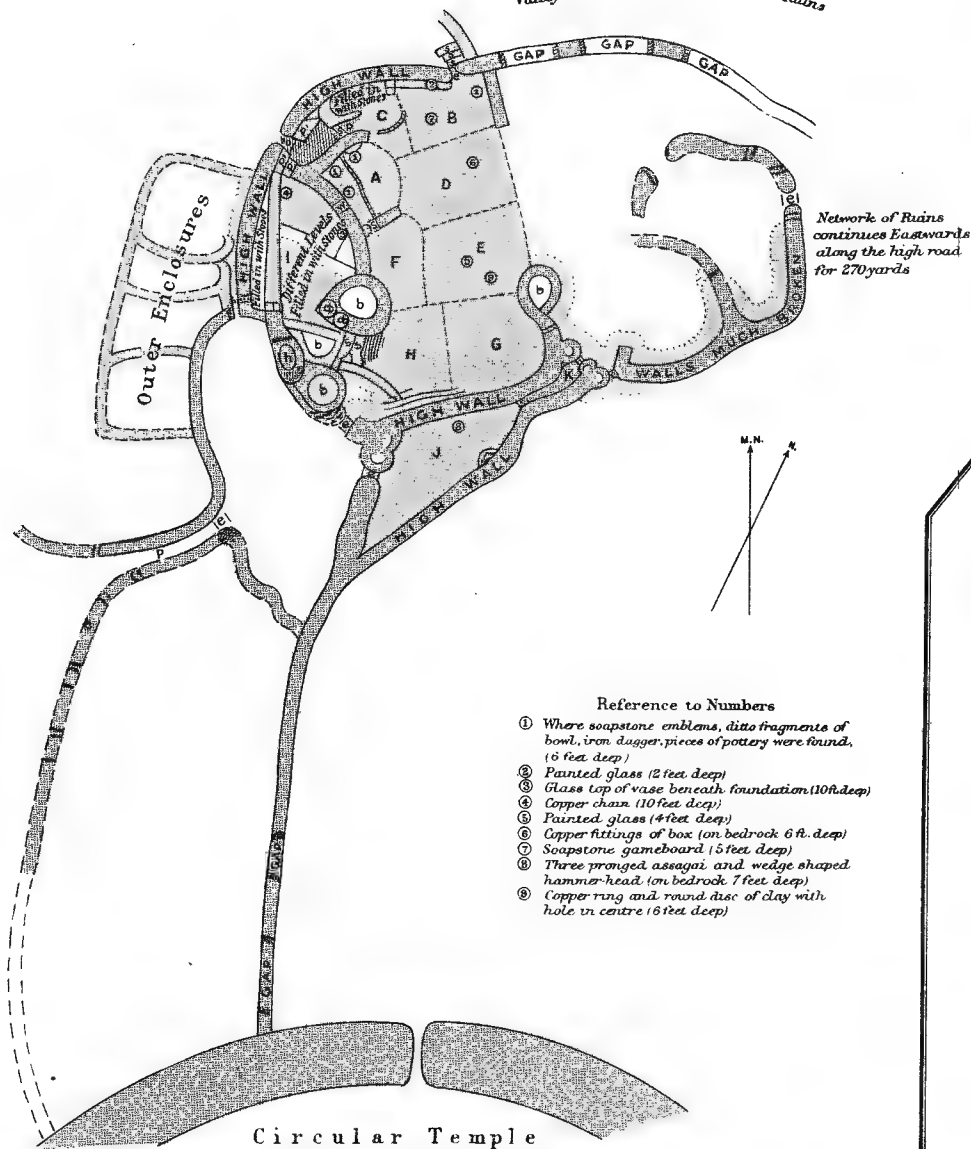 Valley
Ruins
GAP
GAP
GAP
HIGH WALL
Filled in
with Stones
C
B
A
D
Outer Enclosures
HIGH WALL
Filled in with Stones
Different Levels
Filled in with Stones
I
F
E
b
b
b
b
h
H
G
K
HIGH WALL
J
HIGH WALL
e
e
e
P
WALLS MUCH BROKEN
Network of Ruins
continues Eastwards
along the high road
for 270 yards
M.N.
N.
Reference to Numbers
① Where soapstone emblems, ditto fragments of
bowl, iron dagger, pieces of pottery were found,
(6 feet deep)
② Painted glass (2 feet deep)
③ Glass top of vase beneath foundation (10 ft. deep)
④ Copper chain (10 feet deep)
⑤ Painted glass (4 feet deep)
⑥ Copper fittings of box (on bedrock 6 ft. deep)
⑦ Soapstone gameboard (5 feet deep)
⑧ Three pronged assagai and wedge shaped
hammer-head (on bedrock 7 feet deep)
⑨ Copper ring and round disc of clay with
hole in centre (6 feet deep)
GAP
GAP
Circular Temple